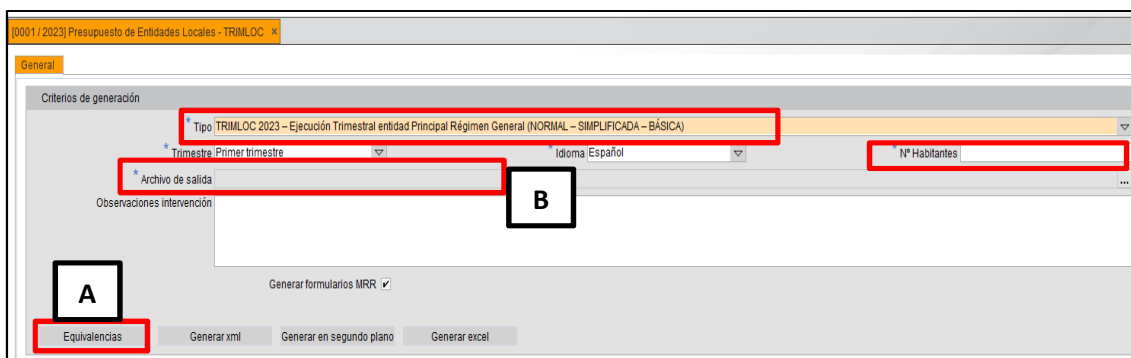 [0001 / 2023] Presupuesto de Entidades Locales - TRIMLOC ×
General
Criterios de generación
* Tipo TRIMLOC 2023 – Ejecución Trimestral entidad Principal Régimen General (NORMAL – SIMPLIFICADA – BÁSICA)
* Trimestre Primer trimestre * Idioma Español * Nº Habitantes
* Archivo de salida ...
B
Observaciones intervención
A
Generar formularios MRR
Equivalencias Generar xml Generar en segundo plano Generar excel